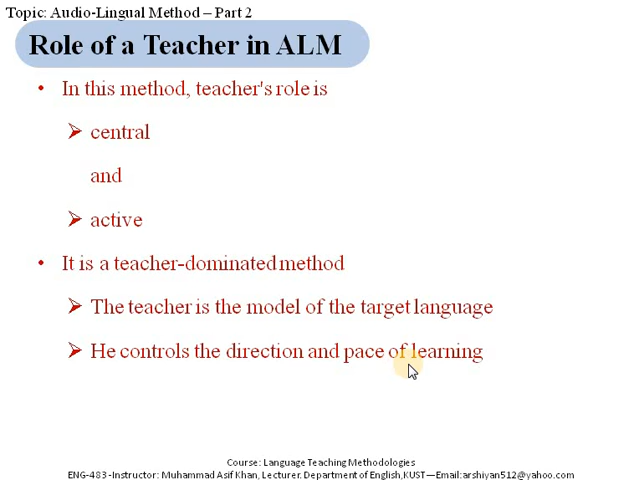 Topic: Audio-Lingual Method – Part 2
Role of a Teacher in ALM
• In this method, teacher's role is
➢ central
and
➢ active
• It is a teacher-dominated method
➢ The teacher is the model of the target language
➢ He controls the direction and pace of learning
Course: Language Teaching Methodologies
ENG-483 -Instructor: Muhammad Asif Khan, Lecturer. Department of English,KUST—Email:arshiyan512@yahoo.com